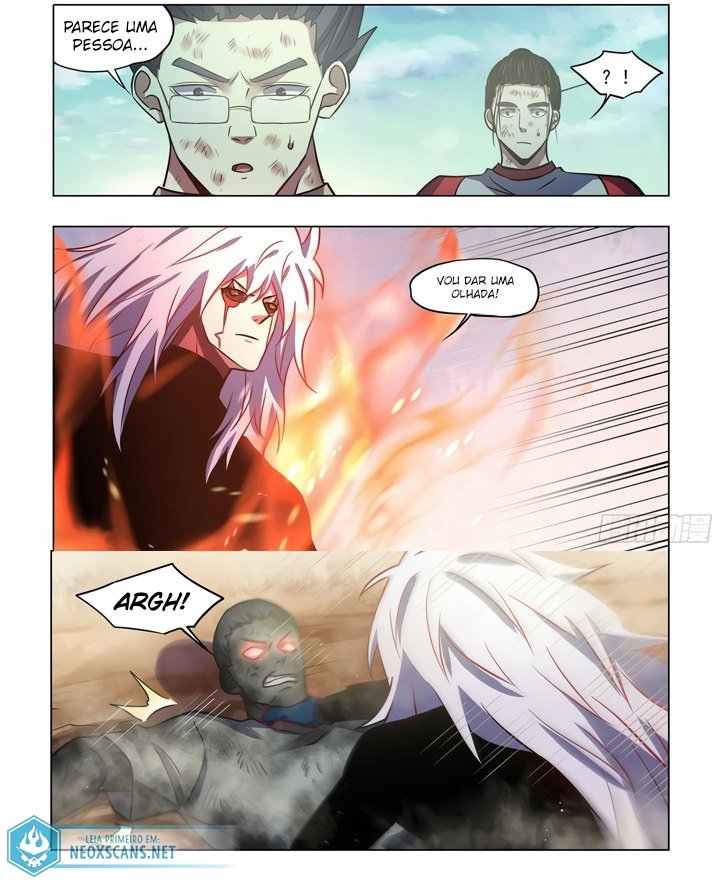 PARECE UMA
PESSOA...
? !
VOU DAR UMA
OLHADA!
ARGH!
LEIA PRIMEIRO EM:
NEOXSCANS.NET